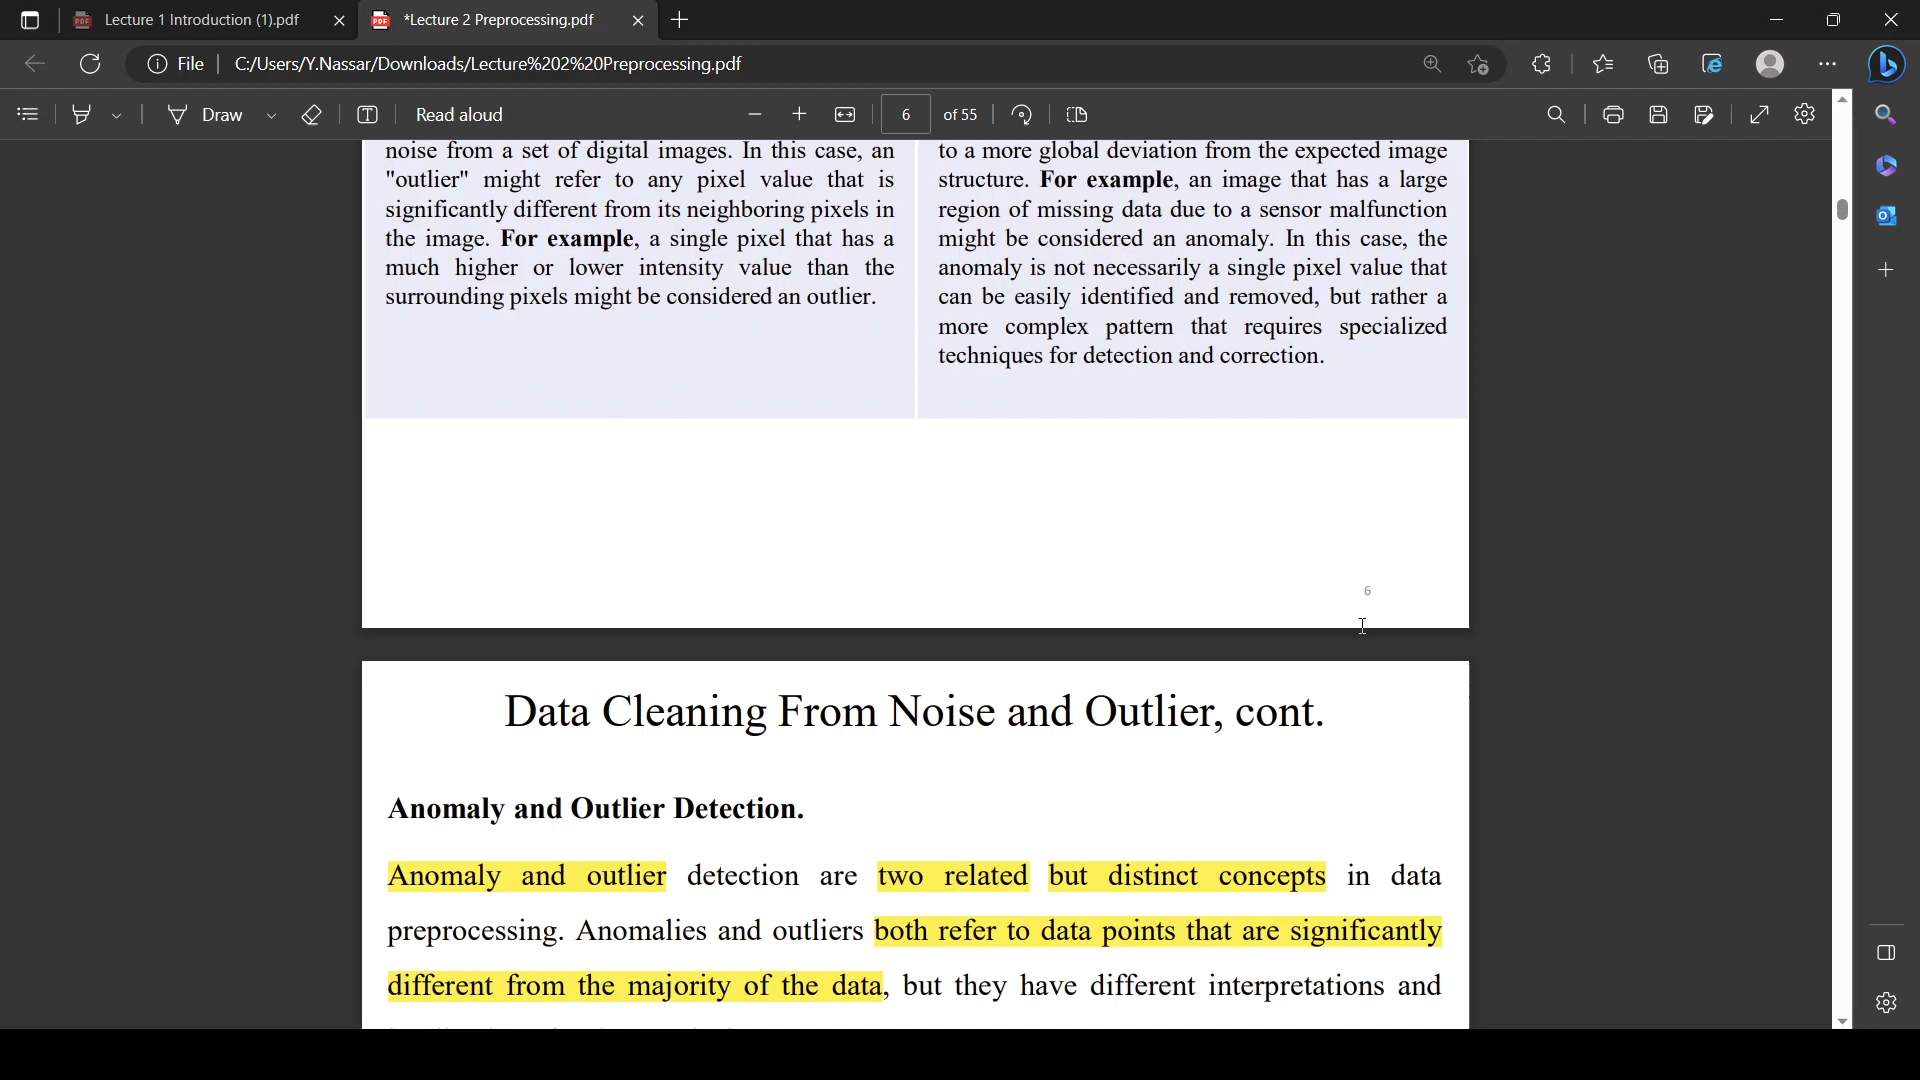 Lecture 1 Introduction (1).pdf
*Lecture 2 Preprocessing.pdf
File
C:/Users/Y.Nassar/Downloads/Lecture%202%20Preprocessing.pdf
Draw
Read aloud
6
of 55
noise from a set of digital images. In this case, an
"outlier" might refer to any pixel value that is
significantly different from its neighboring pixels in
the image. For example, a single pixel that has a
much higher or lower intensity value than the
surrounding pixels might be considered an outlier.
to a more global deviation from the expected image
structure. For example, an image that has a large
region of missing data due to a sensor malfunction
might be considered an anomaly. In this case, the
anomaly is not necessarily a single pixel value that
can be easily identified and removed, but rather a
more complex pattern that requires specialized
techniques for detection and correction.
6
Data Cleaning From Noise and Outlier, cont.
Anomaly and Outlier Detection.
Anomaly and outlier detection are two related but distinct concepts in data
preprocessing. Anomalies and outliers both refer to data points that are significantly
different from the majority of the data, but they have different interpretations and